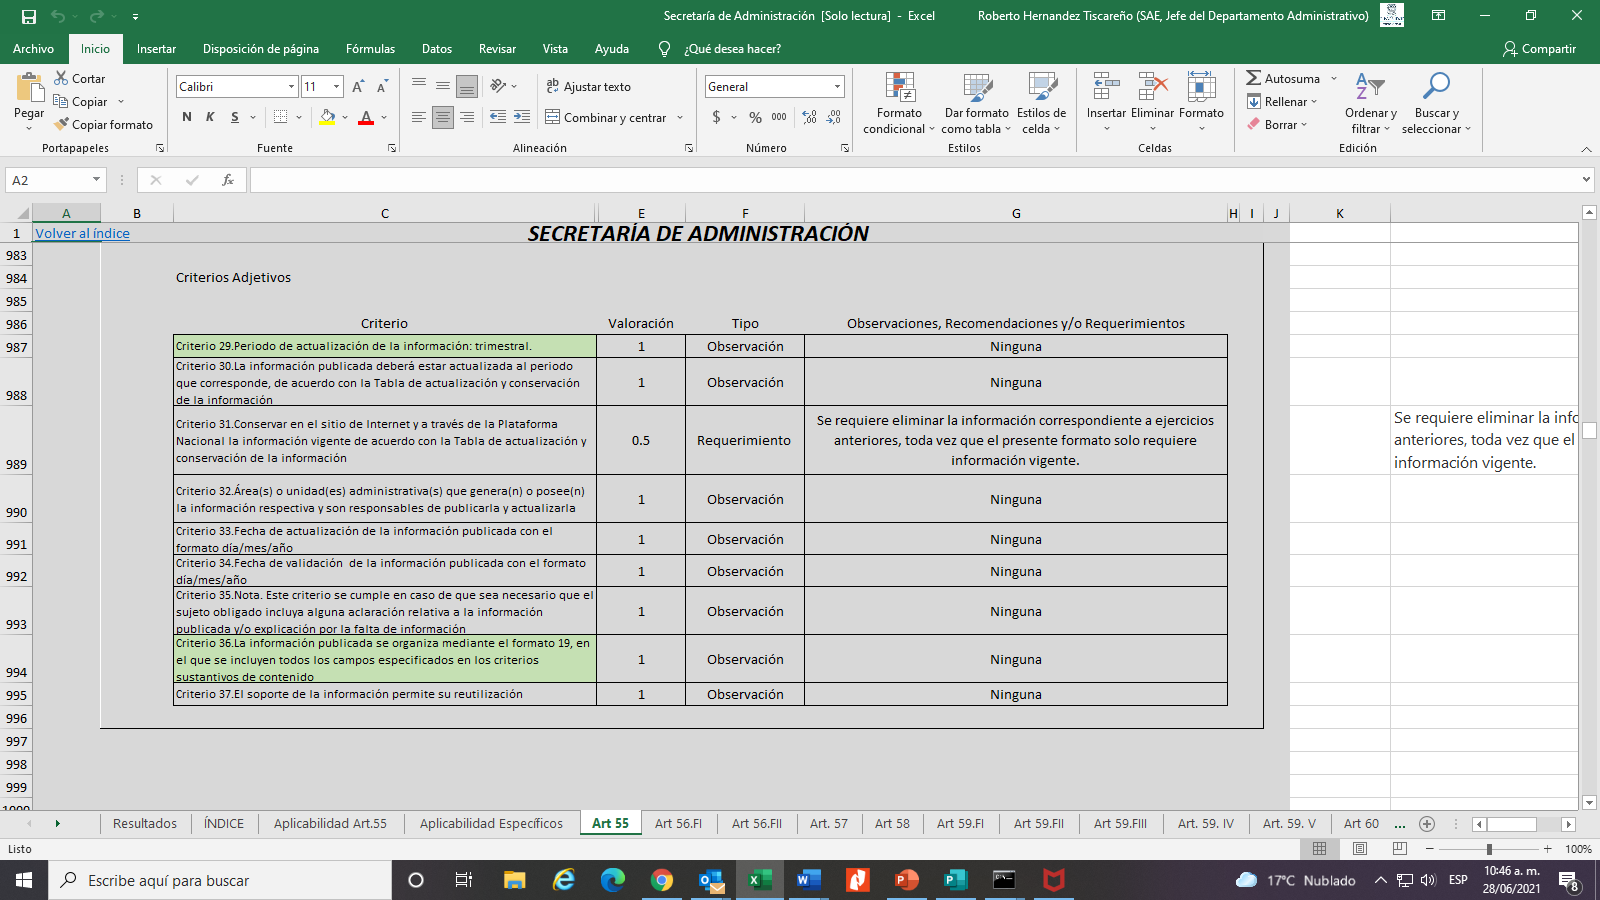 Secretaría de Administración [Solo lectura] - Excel
Roberto Hernandez Tiscareño (SAE, Jefe del Departamento Administrativo)
Archivo Inicio Insertar Disposición de página Fórmulas Datos Revisar Vista Ayuda ¿Qué desea hacer? Compartir
Pegar
Cortar
Copiar
Copiar formato
Portapapeles
Calibri 11
N K S
Fuente
Ajustar texto
Combinar y centrar
Alineación
General
$ % 000
Número
Formato condicional
Dar formato como tabla
Estilos de celda
Estilos
Insertar Eliminar Formato
Celdas
Autosuma
Rellenar
Borrar
Ordenar y filtrar
Buscar y seleccionar
Edición
A2
fx
A B C E F G H I J K
1 Volver al índice SECRETARÍA DE ADMINISTRACIÓN
983
984 Criterios Adjetivos
985
986 Criterio Valoración Tipo Observaciones, Recomendaciones y/o Requerimientos
987 Criterio 29.Periodo de actualización de la información: trimestral. 1 Observación Ninguna
988 Criterio 30.La información publicada deberá estar actualizada al periodo
que corresponde, de acuerdo con la Tabla de actualización y conservación
de la información
1 Observación Ninguna
989 Criterio 31.Conservar en el sitio de Internet y a través de la Plataforma
Nacional la información vigente de acuerdo con la Tabla de actualización y
conservación de la información
0.5 Requerimiento
Se requiere eliminar la información correspondiente a ejercicios
anteriores, toda vez que el presente formato solo requiere
información vigente.
Se requiere eliminar la info
anteriores, toda vez que el
información vigente.
990 Criterio 32.Área(s) o unidad(es) administrativa(s) que genera(n) o posee(n)
la información respectiva y son responsables de publicarla y actualizarla
1 Observación Ninguna
991 Criterio 33.Fecha de actualización de la información publicada con el
formato día/mes/año
1 Observación Ninguna
992 Criterio 34.Fecha de validación de la información publicada con el formato
día/mes/año
1 Observación Ninguna
993 Criterio 35.Nota. Este criterio se cumple en caso de que sea necesario que el
sujeto obligado incluya alguna aclaración relativa a la información
publicada y/o explicación por la falta de información
1 Observación Ninguna
994 Criterio 36.La información publicada se organiza mediante el formato 19, en
el que se incluyen todos los campos especificados en los criterios
sustantivos de contenido
1 Observación Ninguna
995 Criterio 37.El soporte de la información permite su reutilización 1 Observación Ninguna
996
997
998
999
1000
Resultados ÍNDICE Aplicabilidad Art.55 Aplicabilidad Específicos Art 55 Art 56.FI Art 56.FII Art. 57 Art 58 Art 59.FI Art 59.FII Art 59.FIII Art. 59. IV Art. 59. V Art 60 ...
Listo
100%
Escribe aquí para buscar
17°C Nublado
ESP
10:46 a. m.
28/06/2021
8